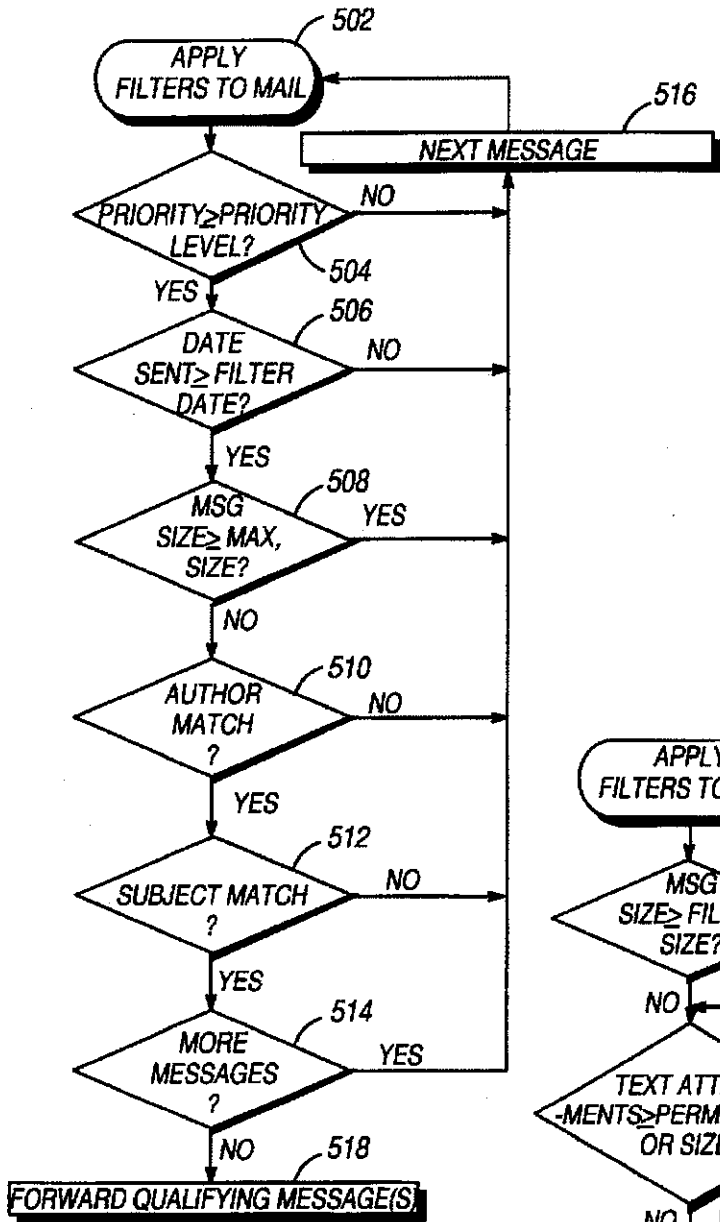 502
APPLY
FILTERS TO MAIL
516
NEXT MESSAGE
PRIORITY≥PRIORITY
LEVEL?
NO
504
YES
506
DATE
SENT≥ FILTER
DATE?
NO
YES
508
MSG
SIZE≥ MAX,
SIZE?
YES
NO
510
AUTHOR
MATCH
?
NO
YES
512
SUBJECT MATCH
?
NO
YES
514
MORE
MESSAGES
?
YES
NO
518
FORWARD QUALIFYING MESSAGE(S)
APPLY
FILTERS TO
MSG
SIZE≥ FIL
SIZE?
NO
TEXT ATT
-MENTS≥PERM
OR SIZE
NO